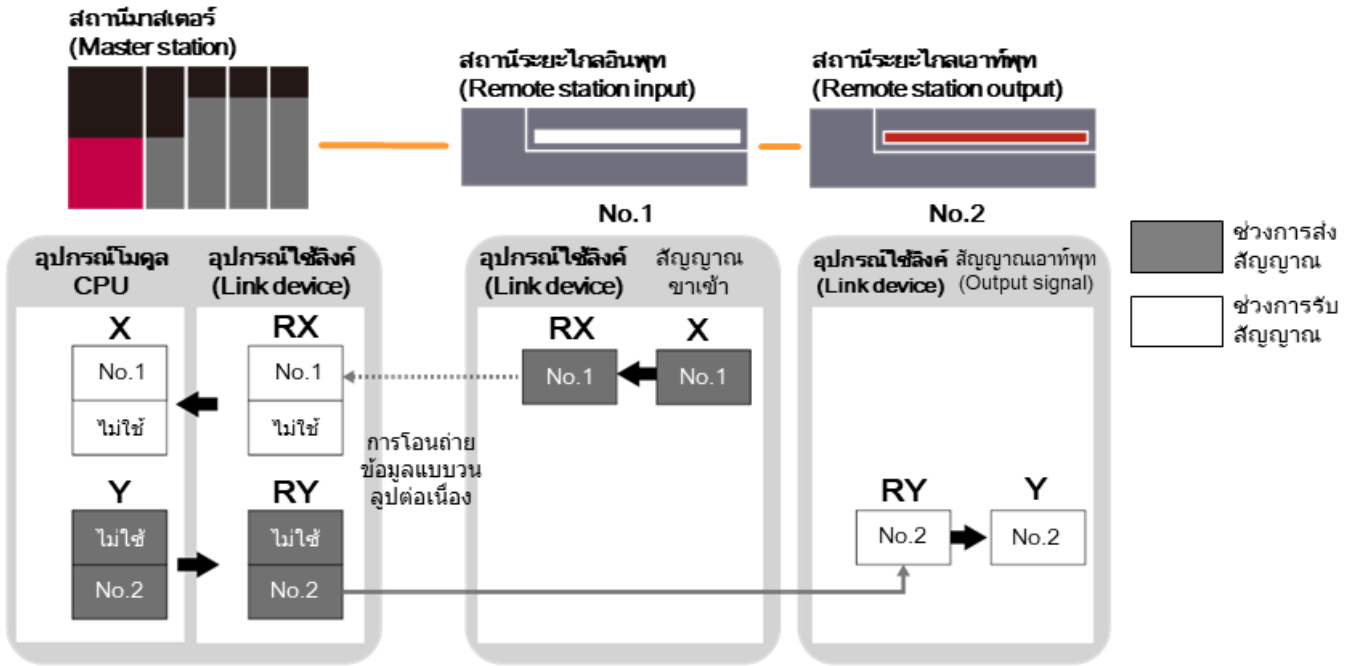 สถานีมาสเตอร์
(Master station)
สถานีระยะไกลอินพุท
(Remote station input)
สถานีระยะไกลเอาท์พุท
(Remote station output)
No.1
No.2
ช่วงการส่ง
สัญญาณ
ช่วงการรับ
สัญญาณ
อุปกรณ์โมดูล
CPU
อุปกรณ์ใช้ลิงค์
(Link device)
X
RX
No.1
No.1
ไม่ใช้
ไม่ใช้
Y
RY
ไม่ใช้
ไม่ใช้
No.2
No.2
การโอนถ่าย
ข้อมูลแบบวน
ลูปต่อเนื่อง
อุปกรณ์ใช้ลิงค์
(Link device)
สัญญาณ
ขาเข้า
RX
X
No.1
No.1
อุปกรณ์ใช้ลิงค์
(Link device)
สัญญาณเอาท์พุท
(Output signal)
RY
Y
No.2
No.2